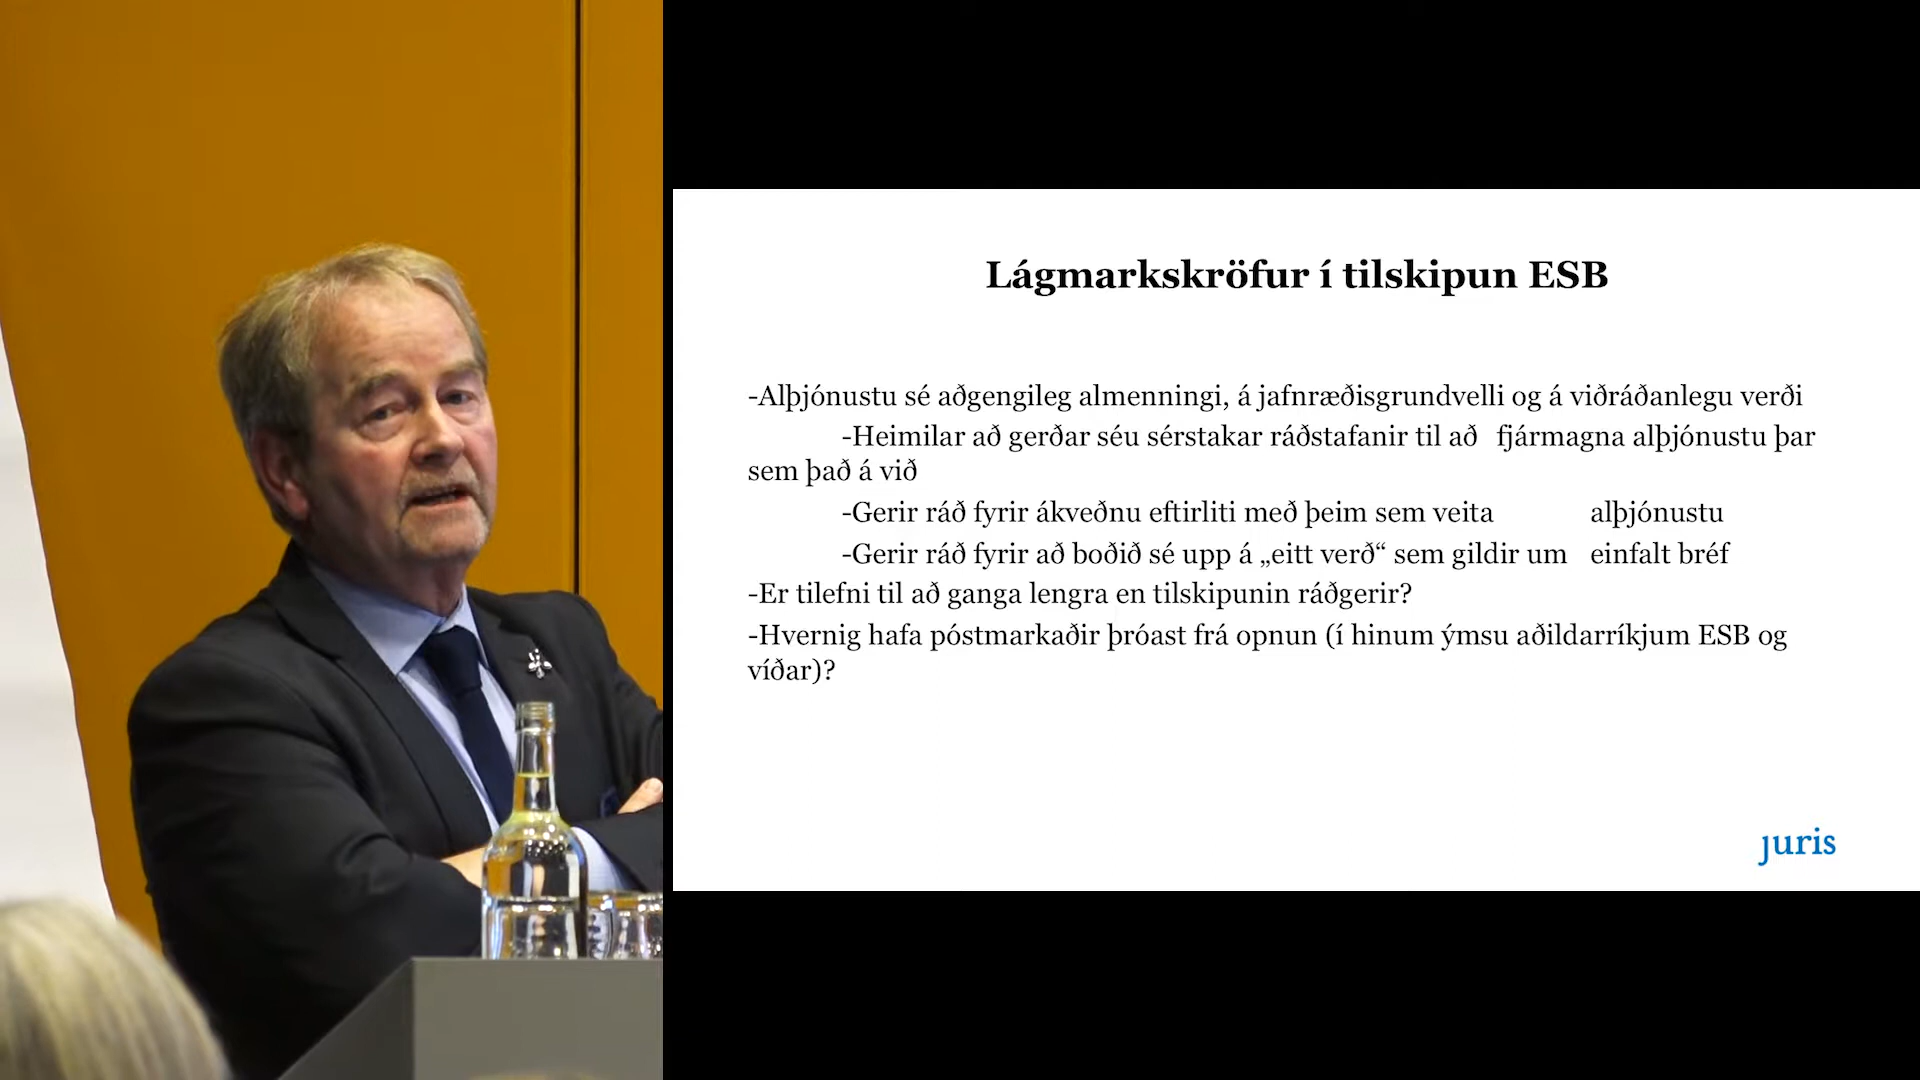 Lágmarkskröfur í tilskipun ESB
-Alþjónustu sé aðgengileg almenningi, á jafnræðisgrundvelli og á viðráðanlegu verði
-Heimilar að gerðar séu sérstakar ráðstafanir til að fjármagna alþjónustu þar
sem það á við
-Gerir ráð fyrir ákveðnu eftirliti með þeim sem veita alþjónustu
-Gerir ráð fyrir að boðið sé upp á „eitt verð“ sem gildir um einfalt bréf
-Er tilefni til að ganga lengra en tilskipunin ráðgerir?
-Hvernig hafa póstmarkaðir þróast frá opnun (í hinum ýmsu aðildarríkjum ESB og
víðar)?
juris